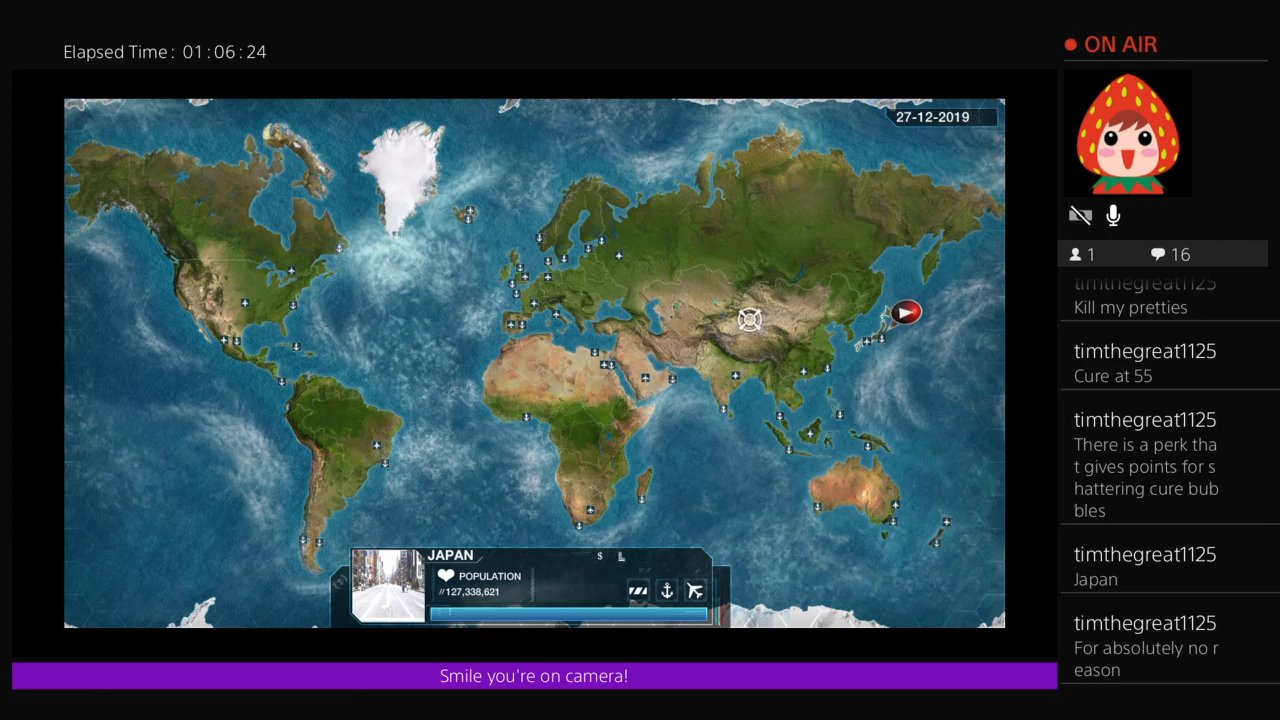 Elapsed Time: 01:06:24
ON AIR
27-12-2019
1
16
timthegreat1125
Kill my pretties
timthegreat1125
Cure at 55
timthegreat1125
There is a perk tha
t gives points for s
hattering cure bub
bles
timthegreat1125
Japan
timthegreat1125
For absolutely no r
eason
JAPAN
$
POPULATION
//127,338,621
Smile you're on camera!